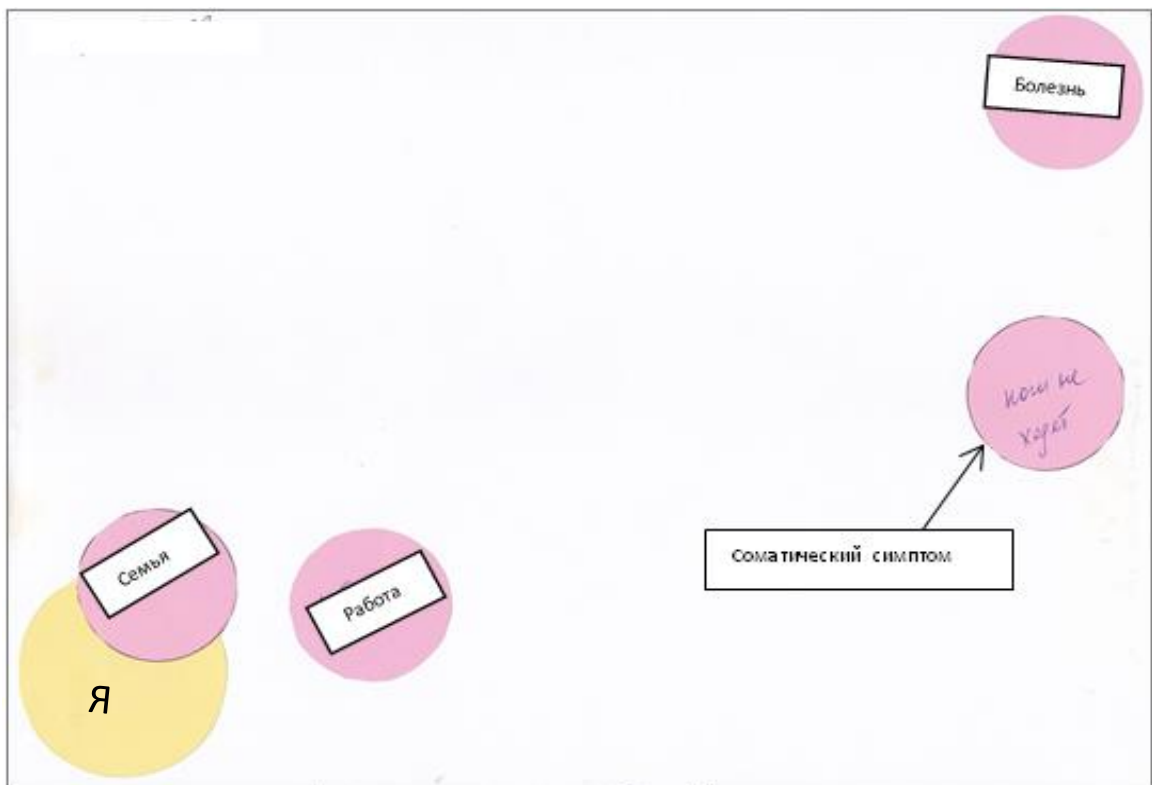 Болезнь
ноги не
ходят
Соматический симптом
Семья
Работа
Я